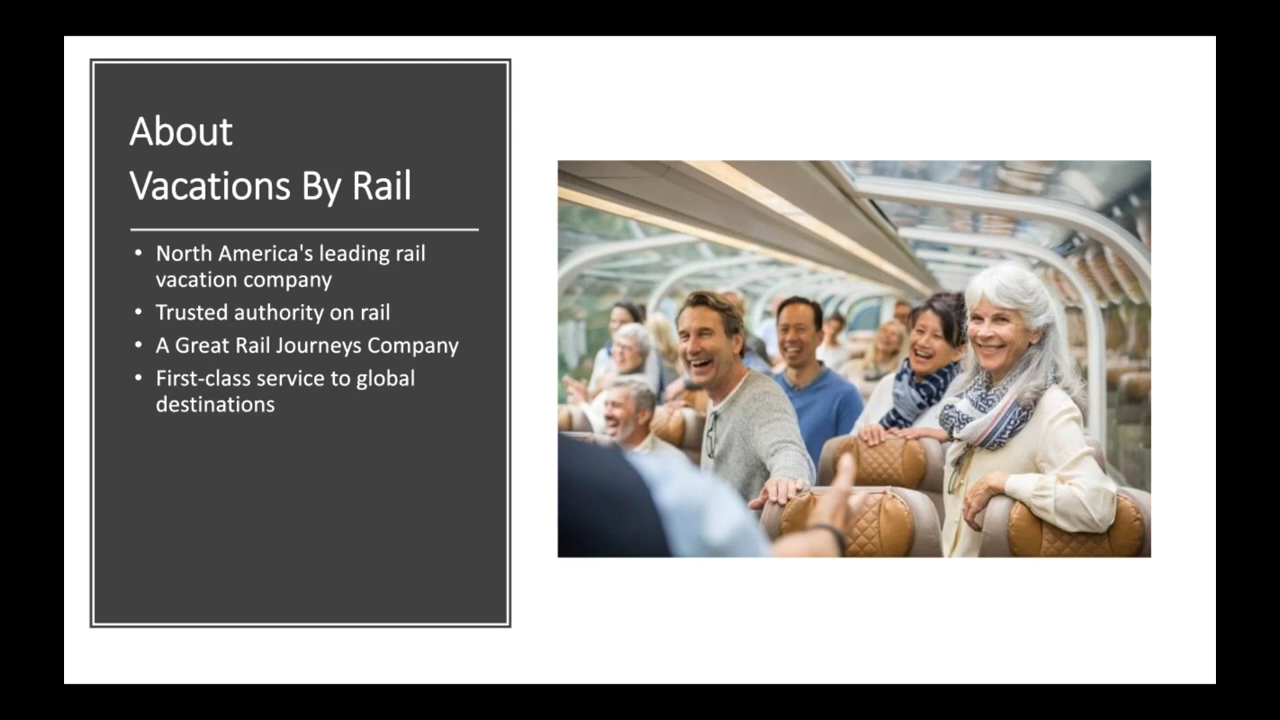 About
Vacations By Rail
• North America's leading rail
vacation company
• Trusted authority on rail
• A Great Rail Journeys Company
• First-class service to global
destinations